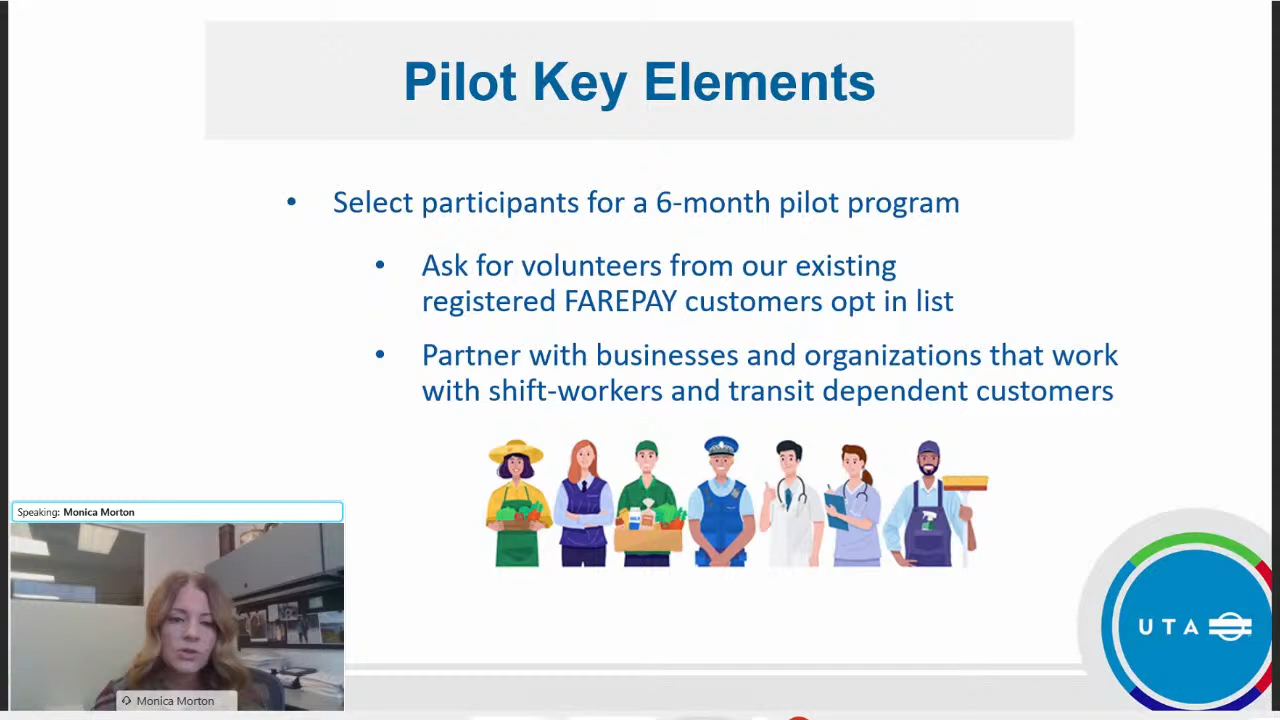 Pilot Key Elements
• Select participants for a 6-month pilot program
• Ask for volunteers from our existing
registered FAREPAY customers opt in list
• Partner with businesses and organizations that work
with shift-workers and transit dependent customers
Speaking: Monica Morton
Monica Morton
UTA